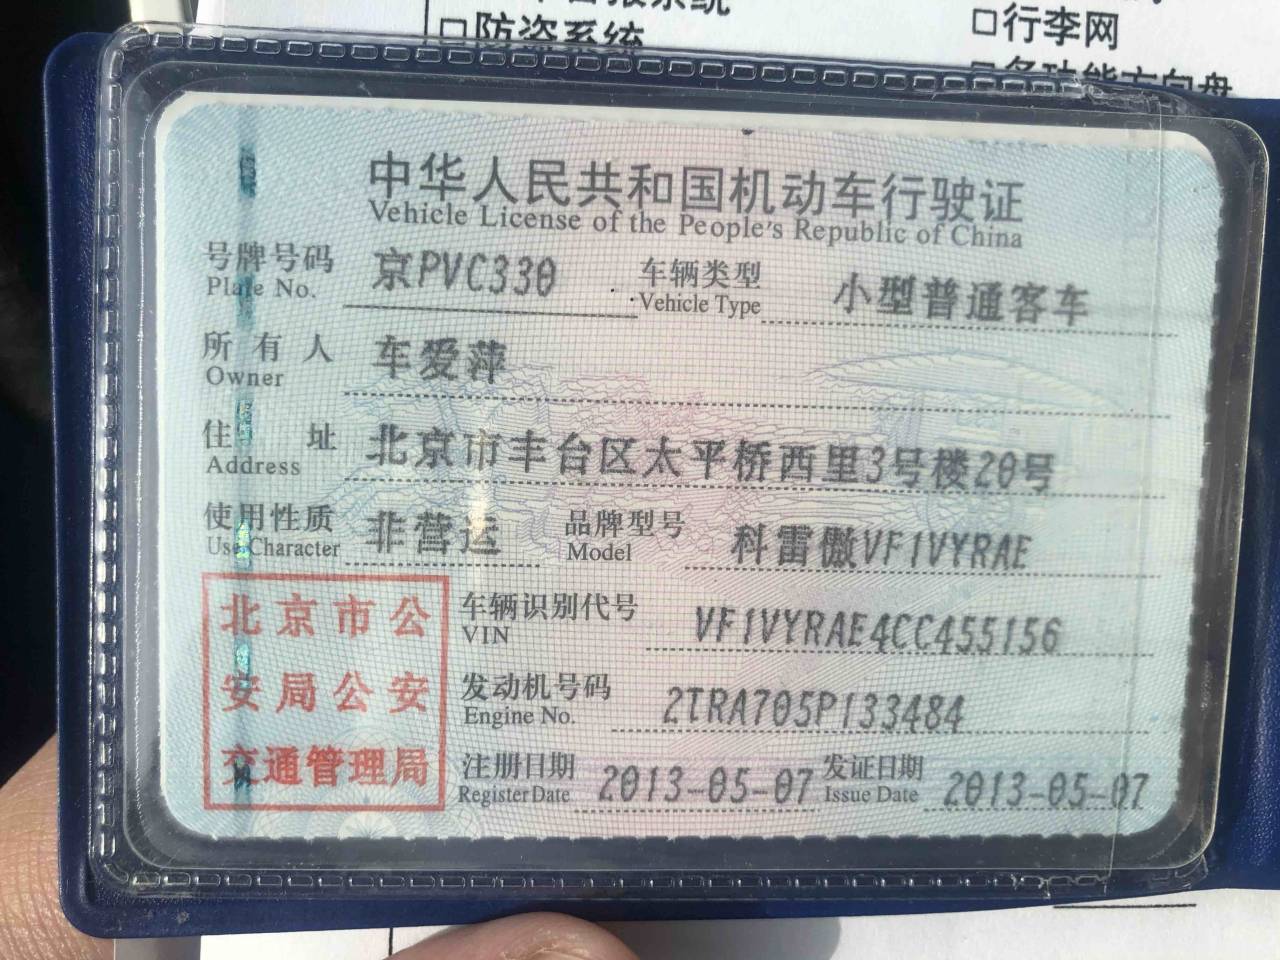 防盗系统
□行李网
中华人民共和国机动车行驶证
Vehicle License of the People's Republic of China
号牌号码 京PVC330 车辆类型 小型普通客车
Plate No. Vehicle Type
所有人 车爱萍
Owner
住址 北京市丰台区太平桥西里3号楼20号
Address
使用性质 非营运 品牌型号 科雷傲VF1VYRAE
Use Character Model
北京市公
安局公安
交通管理局
车辆识别代号 VF1VYRAE4CC455156
VIN
发动机号码 2TRA705P133484
Engine No.
注册日期 2013-05-07 发证日期 2013-05-07
Register Date Issue Date